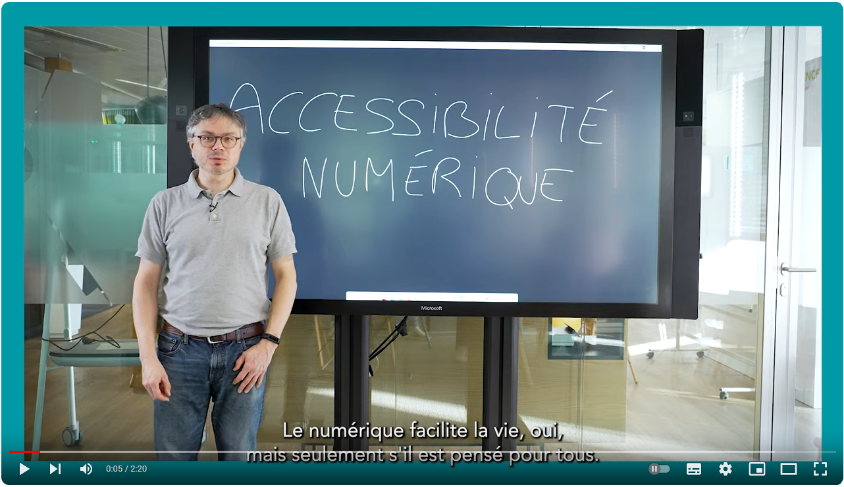 ACCESSIBILITÉ
NUMÉRIQUE
Microsoft
Le numérique facilite la vie, oui,
mais seulement s'il est pensé pour tous.
0:05 / 2:20